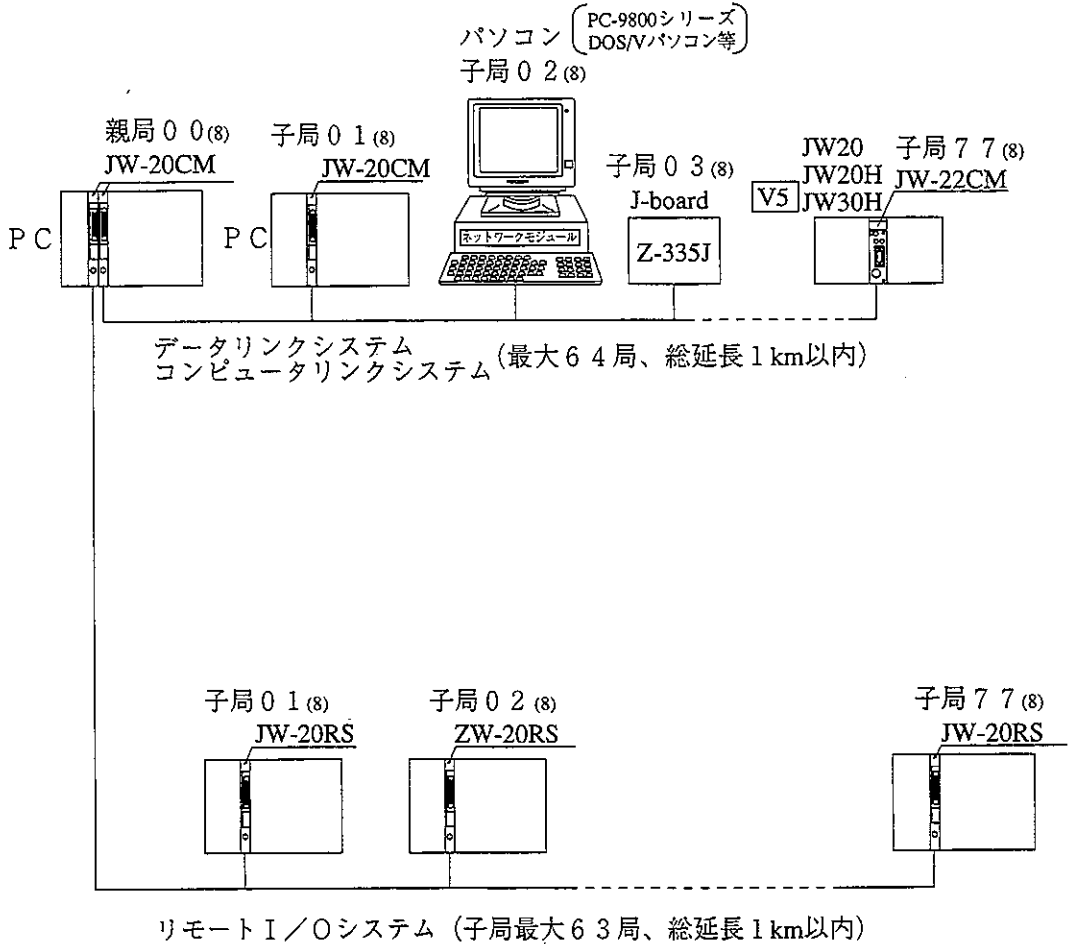 パソコン
PC-9800シリーズ
DOS/Vパソコン等
子局０２(8)
親局００(8)
JW-20CM
子局０１(8)
JW-20CM
子局０３(8)
J-board
JW20
JW20H
JW30H
V5
子局７７(8)
JW-22CM
ＰＣ
ＰＣ
ネットワークモジュール
Z-335J
データリンクシステム
コンピュータリンクシステム
(最大６４局、総延長１km以内)
子局０１(8)
JW-20RS
子局０２(8)
ZW-20RS
子局７７(8)
JW-20RS
リモートＩ／Ｏシステム (子局最大６３局、総延長１km以内)